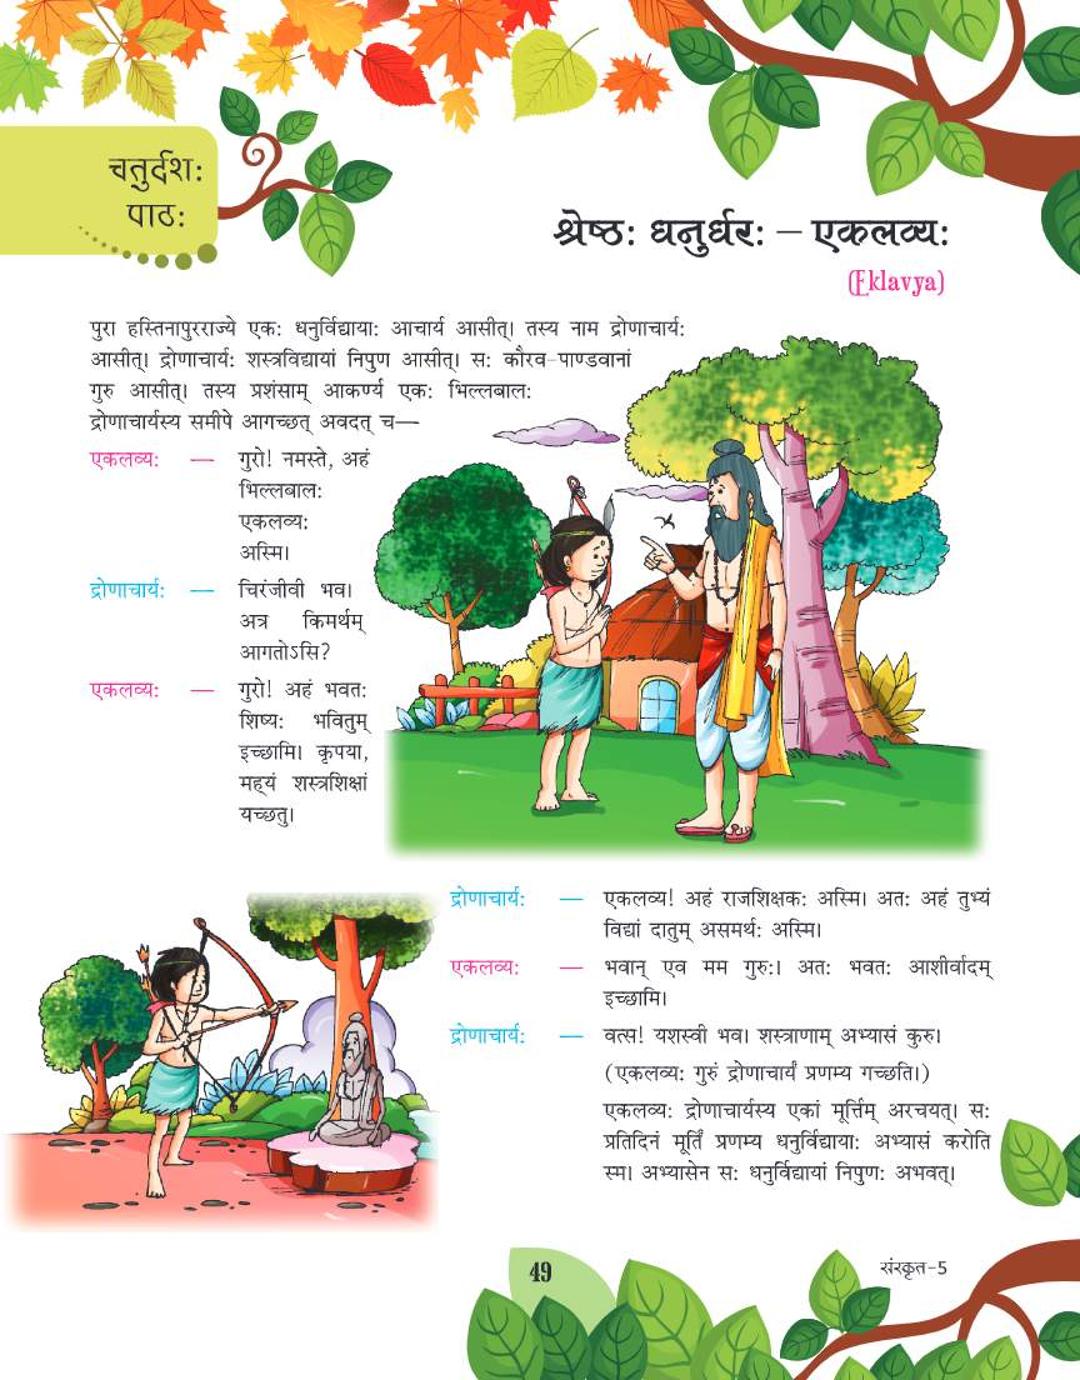 चतुर्दशः
पाठः
श्रेष्ठः धनुर्धरः – एकलव्यः
(Eklavya)
पुरा हस्तिनापुरराज्ये एकः धनुर्विद्यायाः आचार्य आसीत्। तस्य नाम द्रोणाचार्यः
आसीत्। द्रोणाचार्यः शस्त्रविद्यायां निपुण आसीत्। सः कौरव-पाण्डवानां
गुरु आसीत्। तस्य प्रशंसाम् आकर्ण्य एकः भिल्लबालः
द्रोणाचार्यस्य समीपे आगच्छत् अवदत् च—
एकलव्यः — गुरो! नमस्ते, अहं
भिल्लबालः
एकलव्यः
अस्मि।
द्रोणाचार्यः — चिरंजीवी भव।
अत्र किमर्थम्
आगतोऽसि?
एकलव्यः — गुरो! अहं भवतः
शिष्यः भवितुम्
इच्छामि। कृपया,
मह्यं शस्त्रशिक्षां
यच्छतु।
द्रोणाचार्यः — एकलव्य! अहं राजशिक्षकः अस्मि। अतः अहं तुभ्यं
विद्यां दातुम् असमर्थः अस्मि।
एकलव्यः — भवान् एव मम गुरुः। अतः भवतः आशीर्वादम्
इच्छामि।
द्रोणाचार्यः — वत्स! यशस्वी भव। शस्त्राणाम् अभ्यासं कुरु।
(एकलव्यः गुरुं द्रोणाचार्यं प्रणम्य गच्छति।)
एकलव्यः द्रोणाचार्यस्य एकां मूर्त्तिम् अरचयत्। सः
प्रतिदिनं मूर्तिं प्रणम्य धनुर्विद्यायाः अभ्यासं करोति
स्म। अभ्यासेन सः धनुर्विद्यायां निपुणः अभवत्।
49
संस्कृत-5